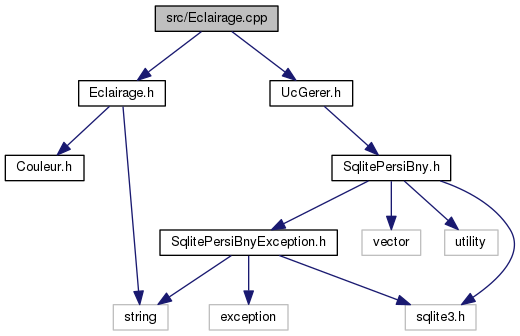 src/Eclairage.cpp
Eclairage.h
UcGerer.h
Couleur.h
SqlitePersiBny.h
SqlitePersiBnyException.h
vector
utility
string
exception
sqlite3.h